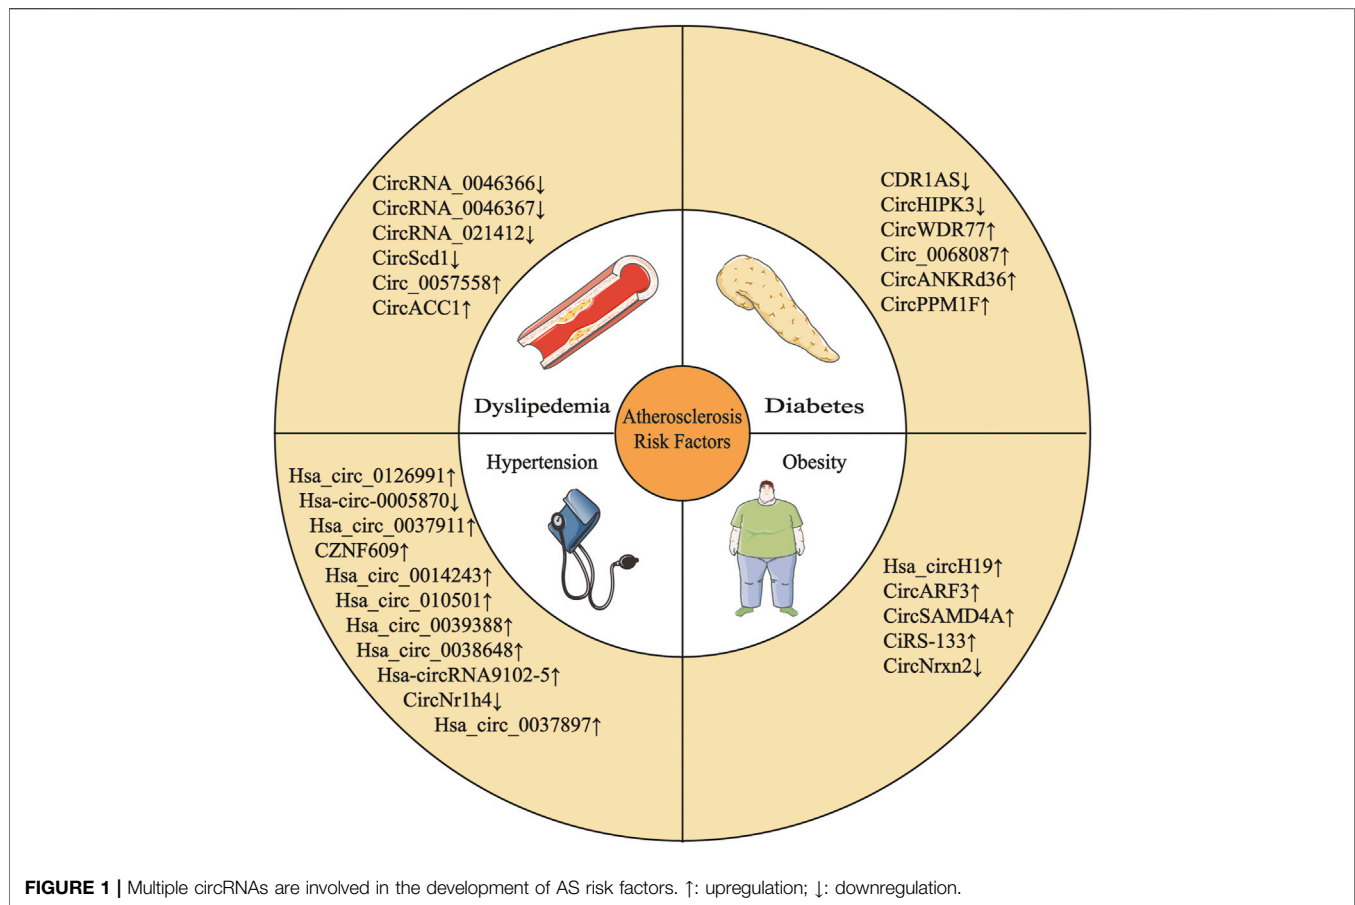 CircRNA_0046366↓
CircRNA_0046367↓
CircRNA_021412↓
CircScd1↓
Circ_0057558↑
CircACC1↑
CDR1AS↓
CircHIPK3↓
CircWDR77↑
Circ_0068087↑
CircANKRd36↑
CircPPM1F↑
Dyslipedemia
Diabetes
Atherosclerosis
Risk Factors
Hypertension
Obesity
Hsa_circ_0126991↑
Hsa-circ-0005870↓
Hsa_circ_0037911↑
CZNF609↑
Hsa_circ_0014243↑
Hsa_circ_010501↑
Hsa_circ_0039388↑
Hsa_circ_0038648↑
Hsa-circRNA9102-5↑
CircNr1h4↓
Hsa_circ_0037897↑
Hsa_circH19↑
CircARF3↑
CircSAMD4A↑
CiRS-133↑
CircNrxn2↓
FIGURE 1 | Multiple circRNAs are involved in the development of AS risk factors. ↑: upregulation; ↓: downregulation.